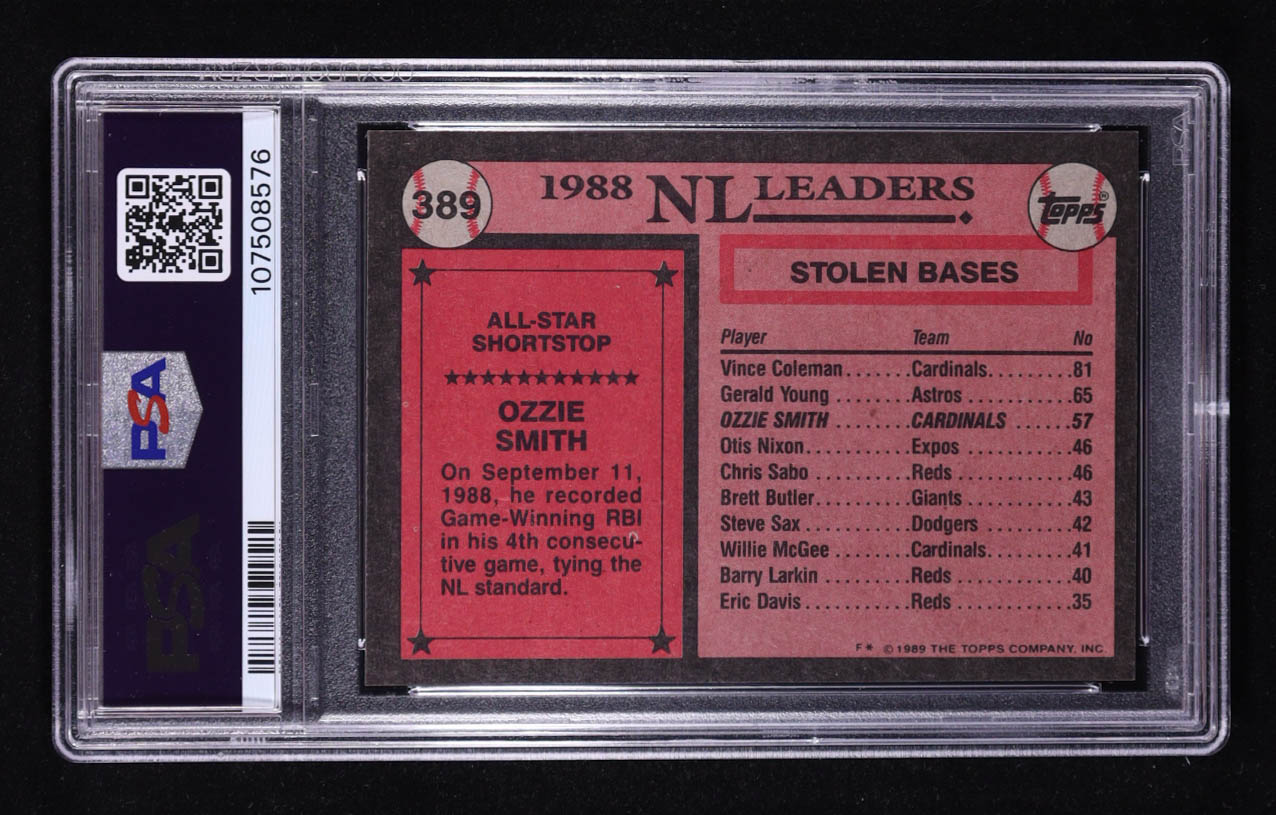 107508576
PSA
PSA
389
1988 NL LEADERS
TOPPS®
ALL-STAR
SHORTSTOP
OZZIE
SMITH
On September 11,
1988, he recorded
Game-Winning RBI
in his 4th consecu-
tive game, tying the
NL standard.
STOLEN BASES
Player Team No
Vince Coleman.......Cardinals.........81
Gerald Young ........Astros ............65
OZZIE SMITH ........CARDINALS ......57
Otis Nixon...........Expos ............46
Chris Sabo ..........Reds .............46
Brett Butler.........Giants ...........43
Steve Sax ...........Dodgers ..........42
Willie McGee ........Cardinals.........41
Barry Larkin ........Reds .............40
Eric Davis...........Reds .............35
F* ©1989 THE TOPPS COMPANY, INC.